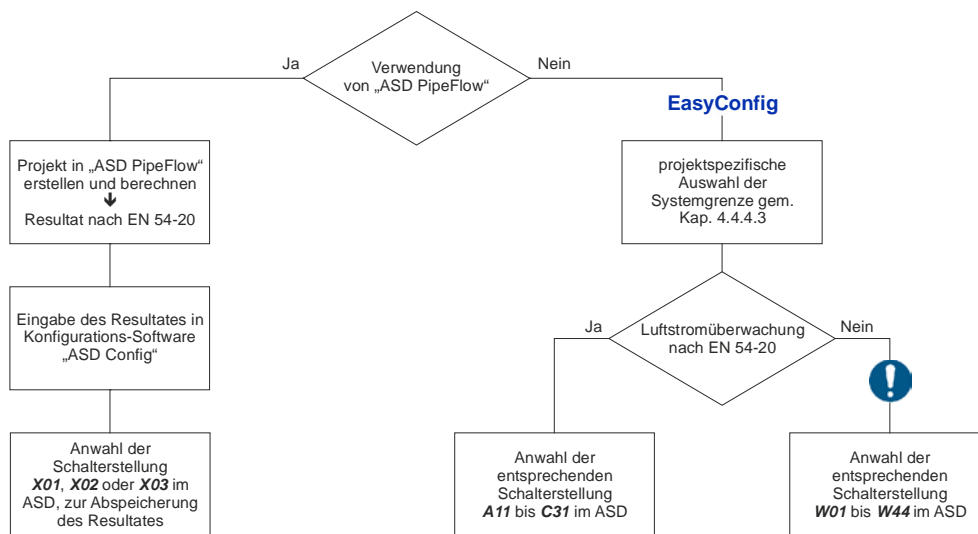 Ja
Verwendung
von „ASD PipeFlow“
Nein
EasyConfig
Projekt in „ASD PipeFlow“
erstellen und berechnen
🡻
Resultat nach EN 54-20
projektspezifische
Auswahl der
Systemgrenze gem.
Kap. 4.4.4.3
Eingabe des Resultates in
Konfigurations-Software
„ASD Config“
Ja
Luftstromüberwachung
nach EN 54-20
Nein
Anwahl der
Schalterstellung
X01, X02 oder X03 im
ASD, zur Abspeicherung
des Resultates
Anwahl der
entsprechenden
Schalterstellung
A11 bis C31 im ASD
Anwahl der
entsprechenden
Schalterstellung
W01 bis W44 im ASD